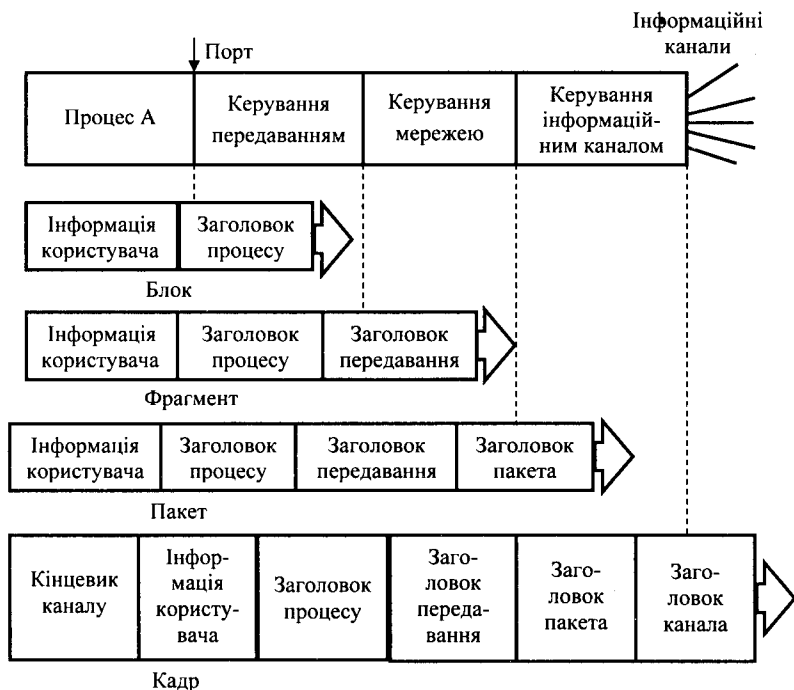 Інформаційні
канали
Порт
Процес А
Керування
передаванням
Керування
мережею
Керування
інформацій-
ним каналом
Інформація
користувача
Заголовок
процесу
Блок
Інформація
користувача
Заголовок
процесу
Заголовок
передавання
Фрагмент
Інформація
користувача
Заголовок
процесу
Заголовок
передавання
Заголовок
пакета
Пакет
Кінцевик
каналу
Інфор-
мація
користу-
вача
Заголовок
процесу
Заго-
ловок
переда-
вання
Заго-
ловок
пакета
Заго-
ловок
канала
Кадр